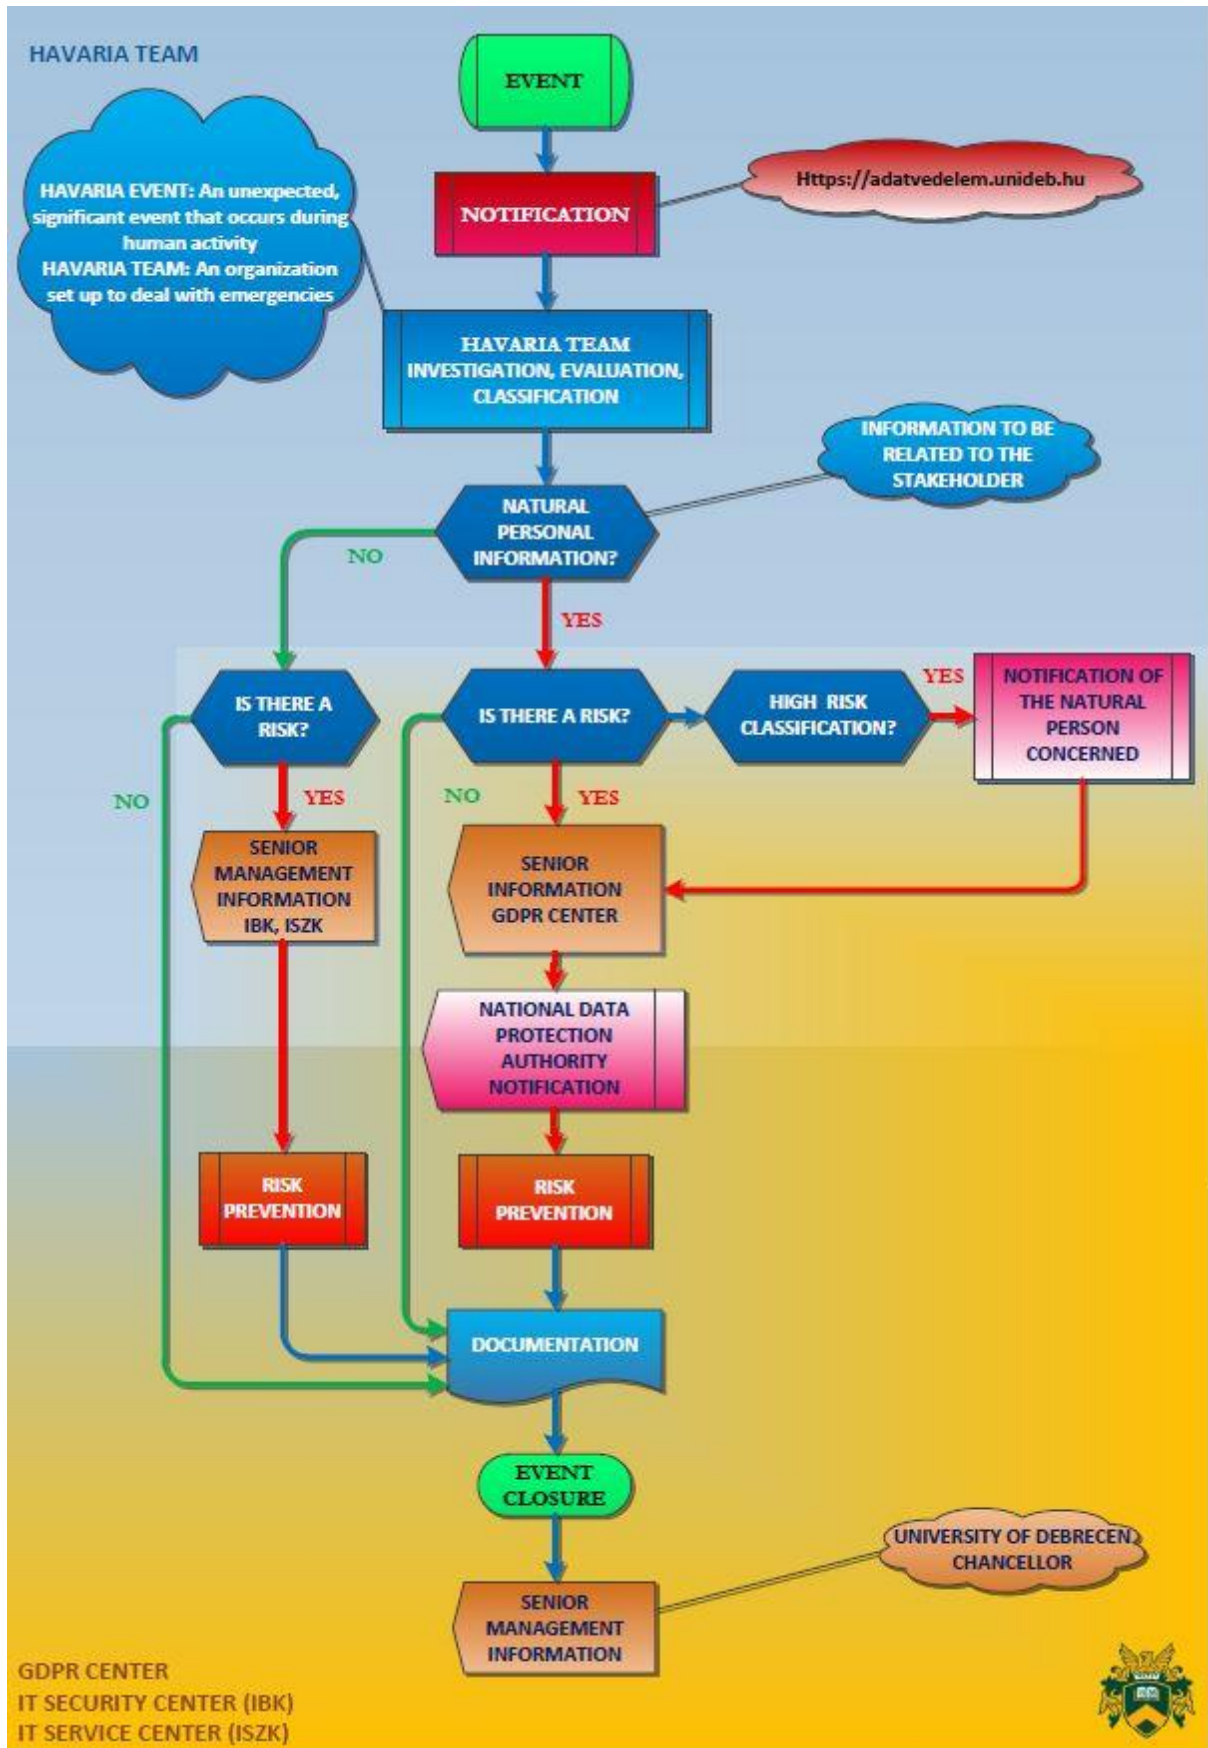 HAVARIA TEAM
EVENT
HAVARIA EVENT: An unexpected,
significant event that occurs during
human activity
HAVARIA TEAM: An organization
set up to deal with emergencies
Https://adatvedelem.unideb.hu
NOTIFICATION
HAVARIA TEAM
INVESTIGATION, EVALUATION,
CLASSIFICATION
INFORMATION TO BE
RELATED TO THE
STAKEHOLDER
NATURAL
PERSONAL
INFORMATION?
NO
YES
IS THERE A
RISK?
IS THERE A RISK?
HIGH RISK
CLASSIFICATION?
YES
NOTIFICATION OF
THE NATURAL
PERSON
CONCERNED
NO
YES
NO
YES
SENIOR
MANAGEMENT
INFORMATION
IBK, ISZK
SENIOR
INFORMATION
GDPR CENTER
NATIONAL DATA
PROTECTION
AUTHORITY
NOTIFICATION
RISK
PREVENTION
RISK
PREVENTION
DOCUMENTATION
EVENT
CLOSURE
UNIVERSITY OF DEBRECEN,
CHANCELLOR
SENIOR
MANAGEMENT
INFORMATION
GDPR CENTER
IT SECURITY CENTER (IBK)
IT SERVICE CENTER (ISZK)